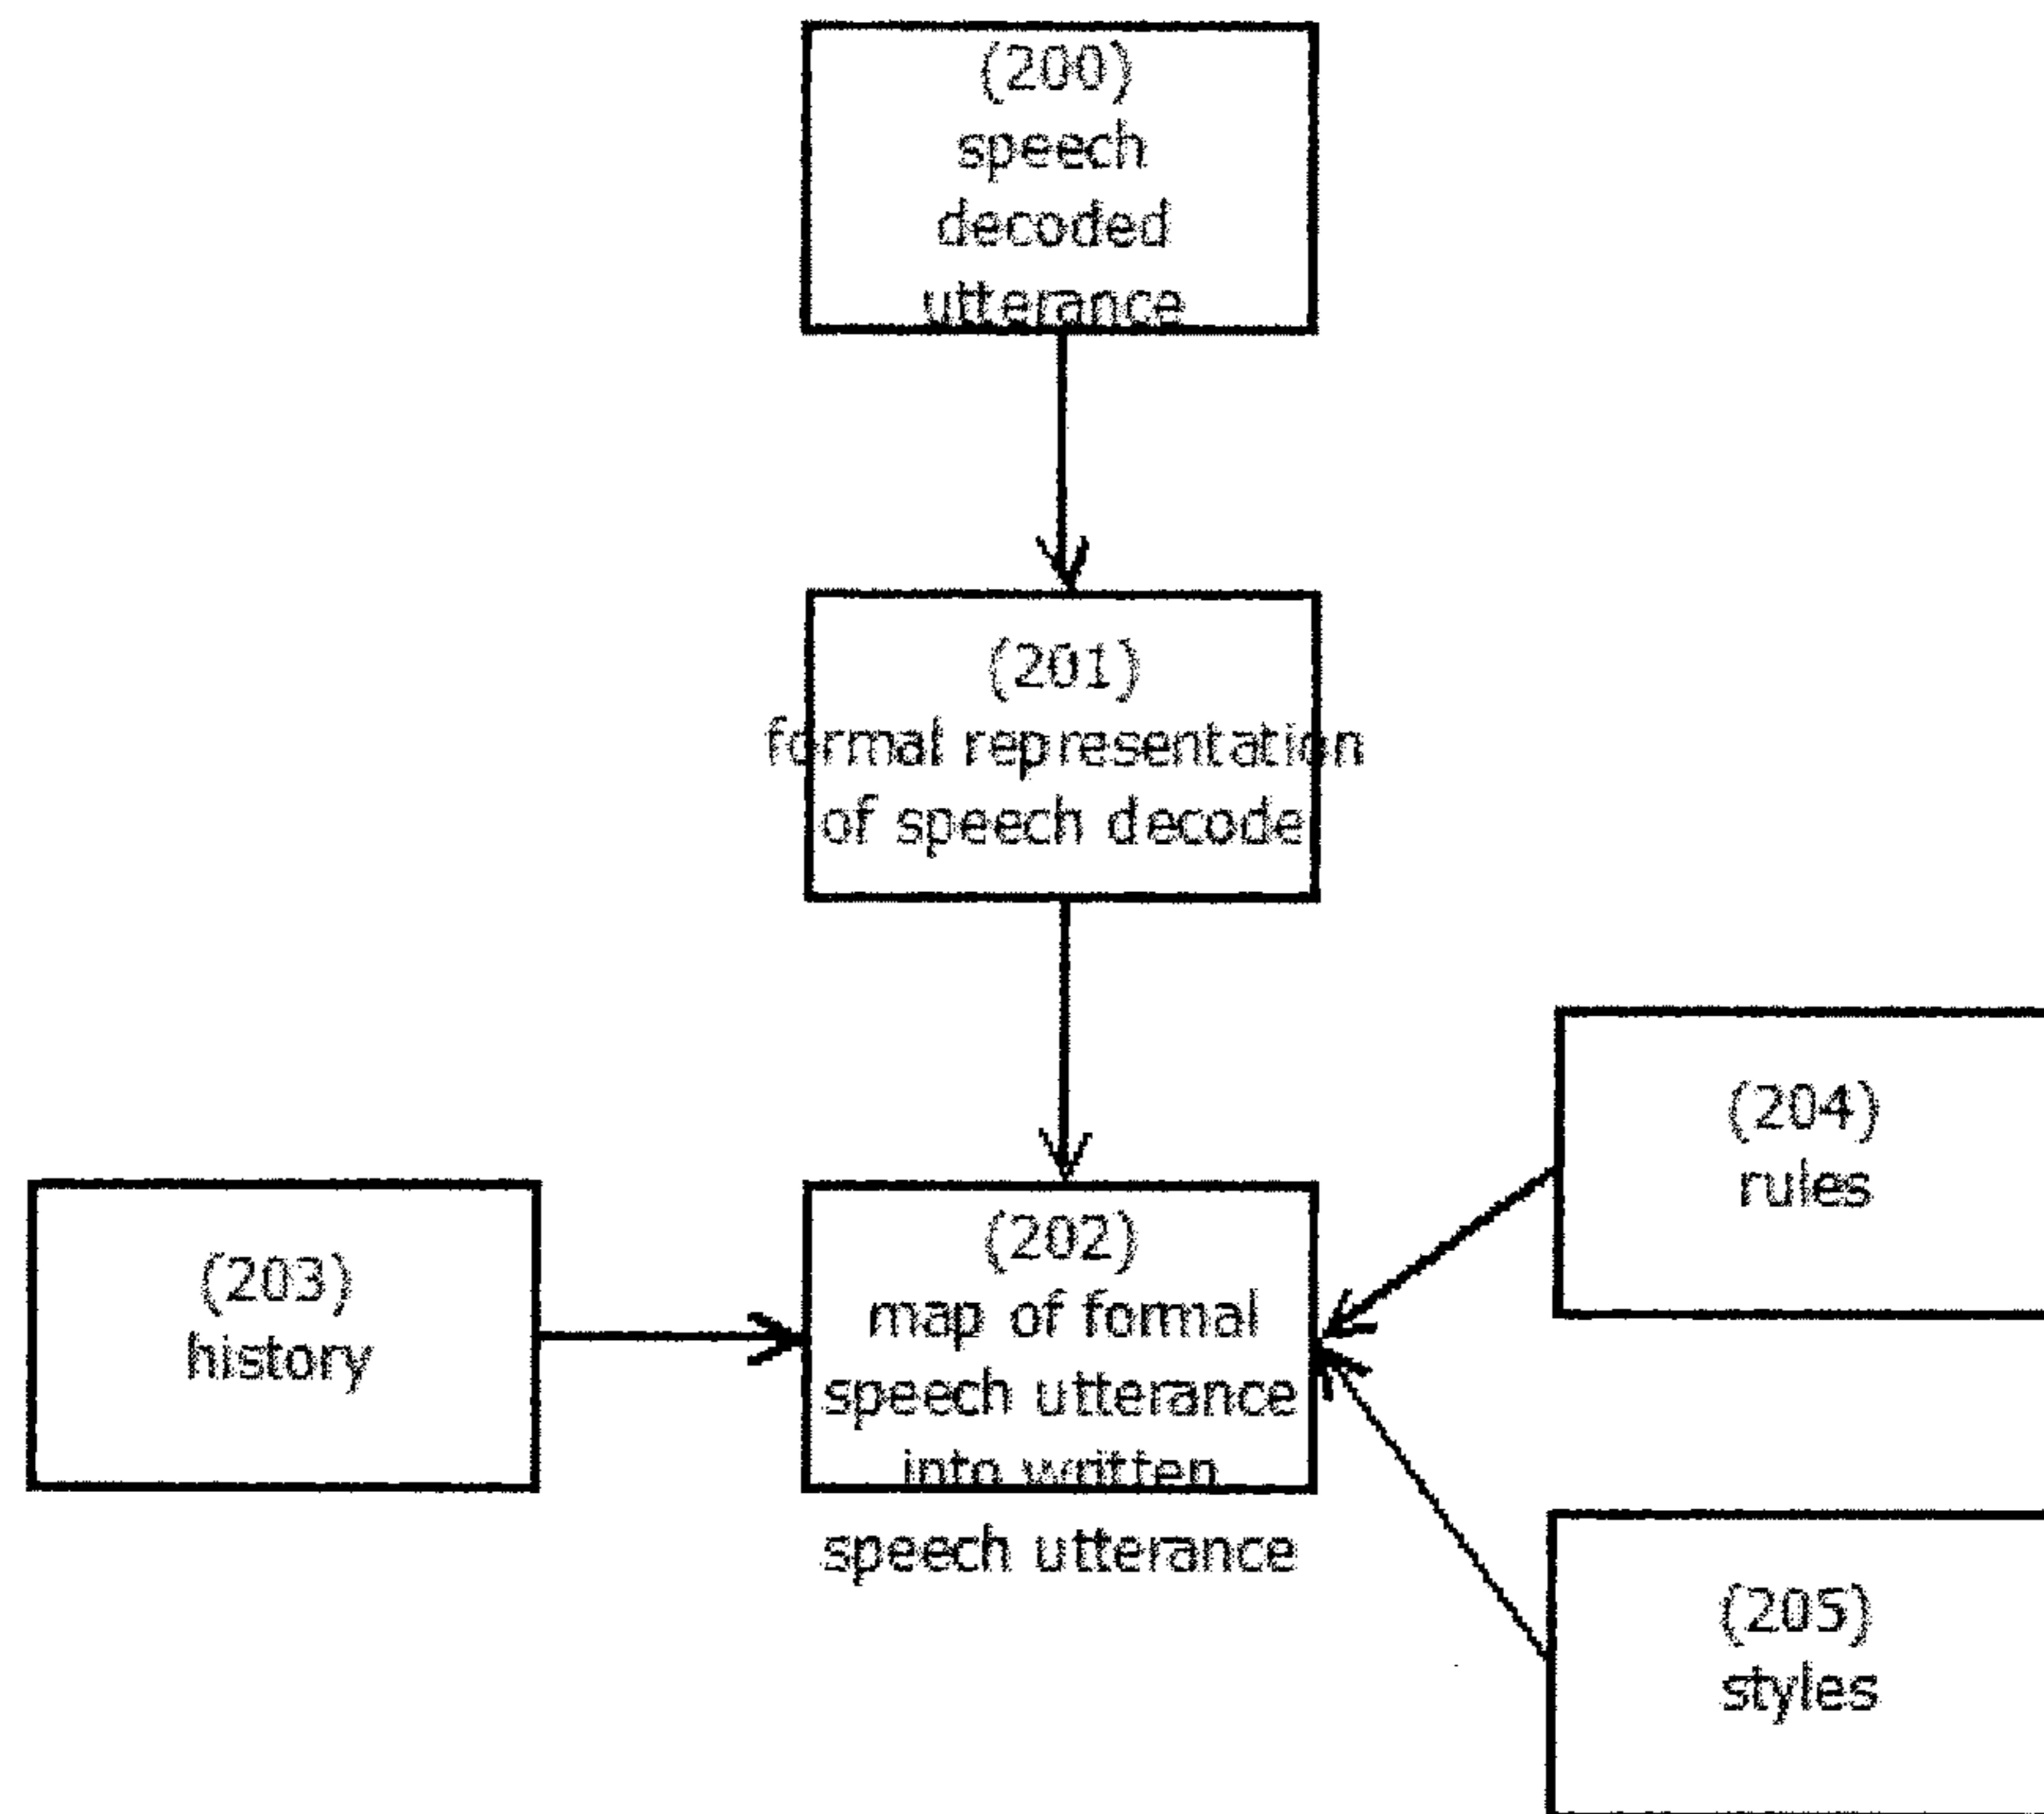 (200)
speech
decoded
utterance
(201)
formal representation
of speech decode
(202)
map of formal
speech utterance
into written
speech utterance
(203)
history
(204)
rules
(205)
styles